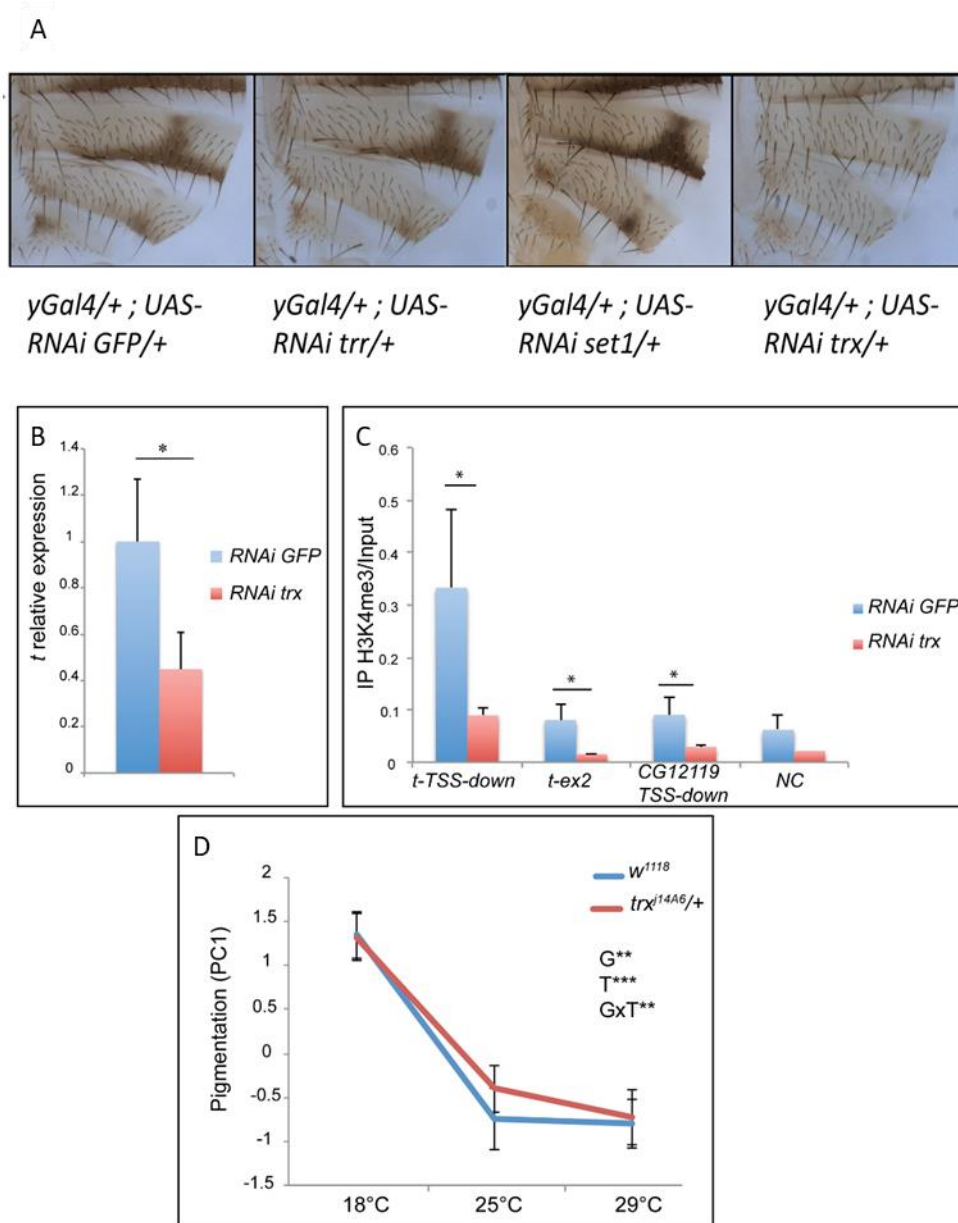 A
yGal4/+ ; UAS-
RNAi GFP/+
yGal4/+ ; UAS-
RNAi trr/+
yGal4/+ ; UAS-
RNAi set1/+
yGal4/+ ; UAS-
RNAi trx/+
B
1.4
1.2
1
0.8
0.6
0.4
0.2
0
t relative expression
*
RNAi GFP
RNAi trx
C
0.6
0.5
0.3
0.2
0.1
0
IP H3K4me3/Input
*
*
*
t-TSS-down
t-ex2
CG12119
TSS-down
NC
RNAi GFP
RNAi trx
D
2
1.5
1
0.5
0
-0.5
-1
-1.5
Pigmentation (PC1)
w1118
trxj14A6/+
G**
T***
GxT**
18°C
25°C
29°C